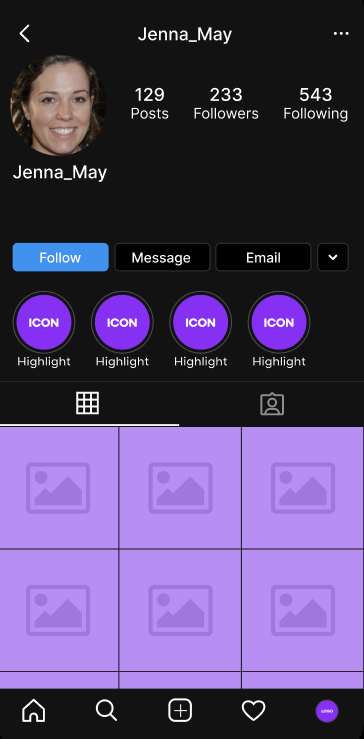 Jenna_May
129 233 543
Posts Followers Following
Jenna_May
Follow Message Email
ICON ICON ICON ICON
Highlight Highlight Highlight Highlight
LOGO